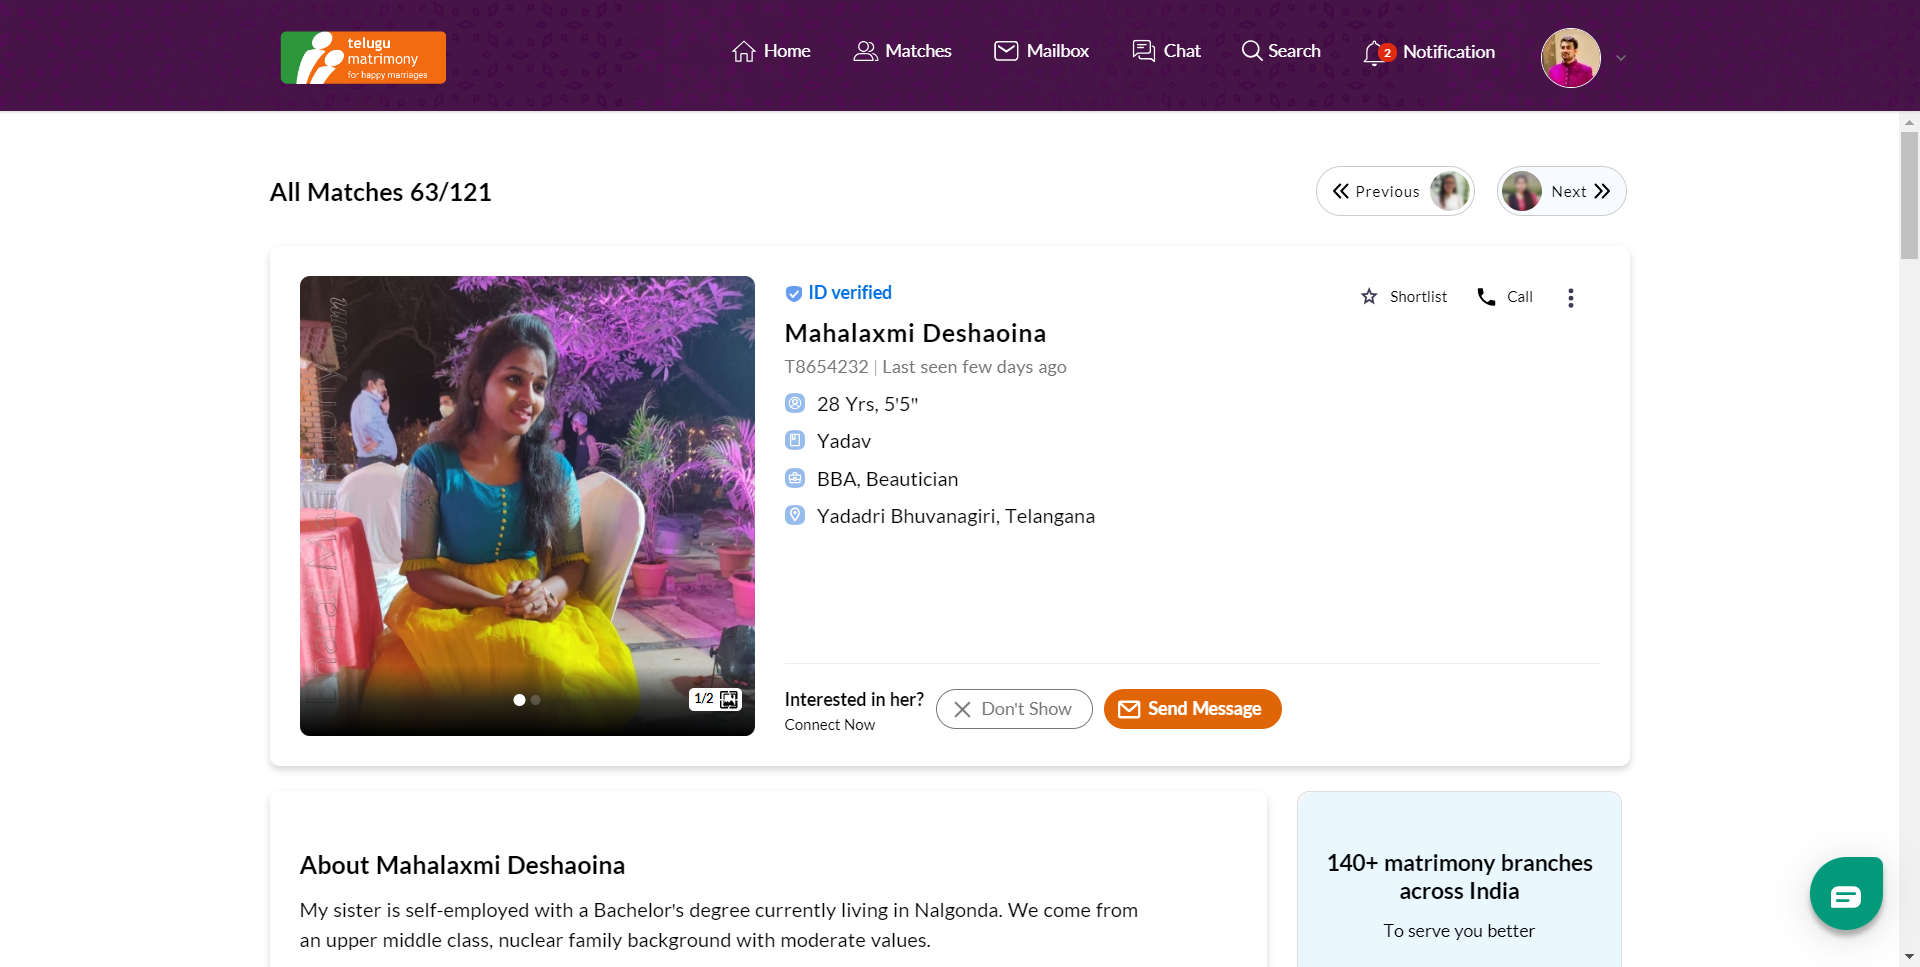 telugu
matrimony
for happy marriages
Home
Matches
Mailbox
Chat
Search
2
Notification
All Matches 63/121
Previous
Next
ID verified
Shortlist
Call
Mahalaxmi Deshaoina
T8654232 | Last seen few days ago
28 Yrs, 5'5"
Yadav
BBA, Beautician
Yadadri Bhuvanagiri, Telangana
1/2
Interested in her?
Connect Now
Don't Show
Send Message
About Mahalaxmi Deshaoina
My sister is self-employed with a Bachelor's degree currently living in Nalgonda. We come from
an upper middle class, nuclear family background with moderate values.
140+ matrimony branches
across India
To serve you better